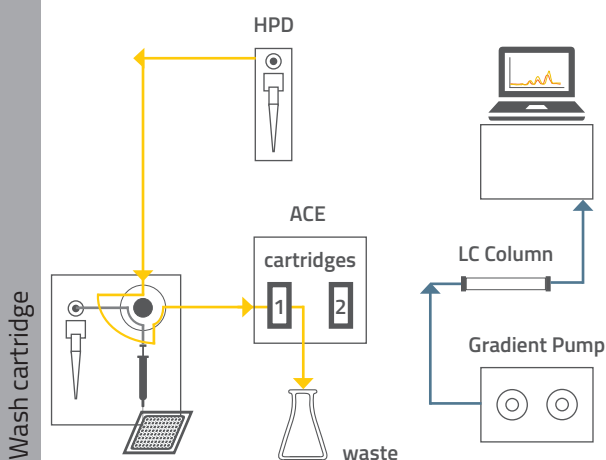 Wash cartridge
HPD
ACE
cartridges
1 2
LC Column
Gradient Pump
waste